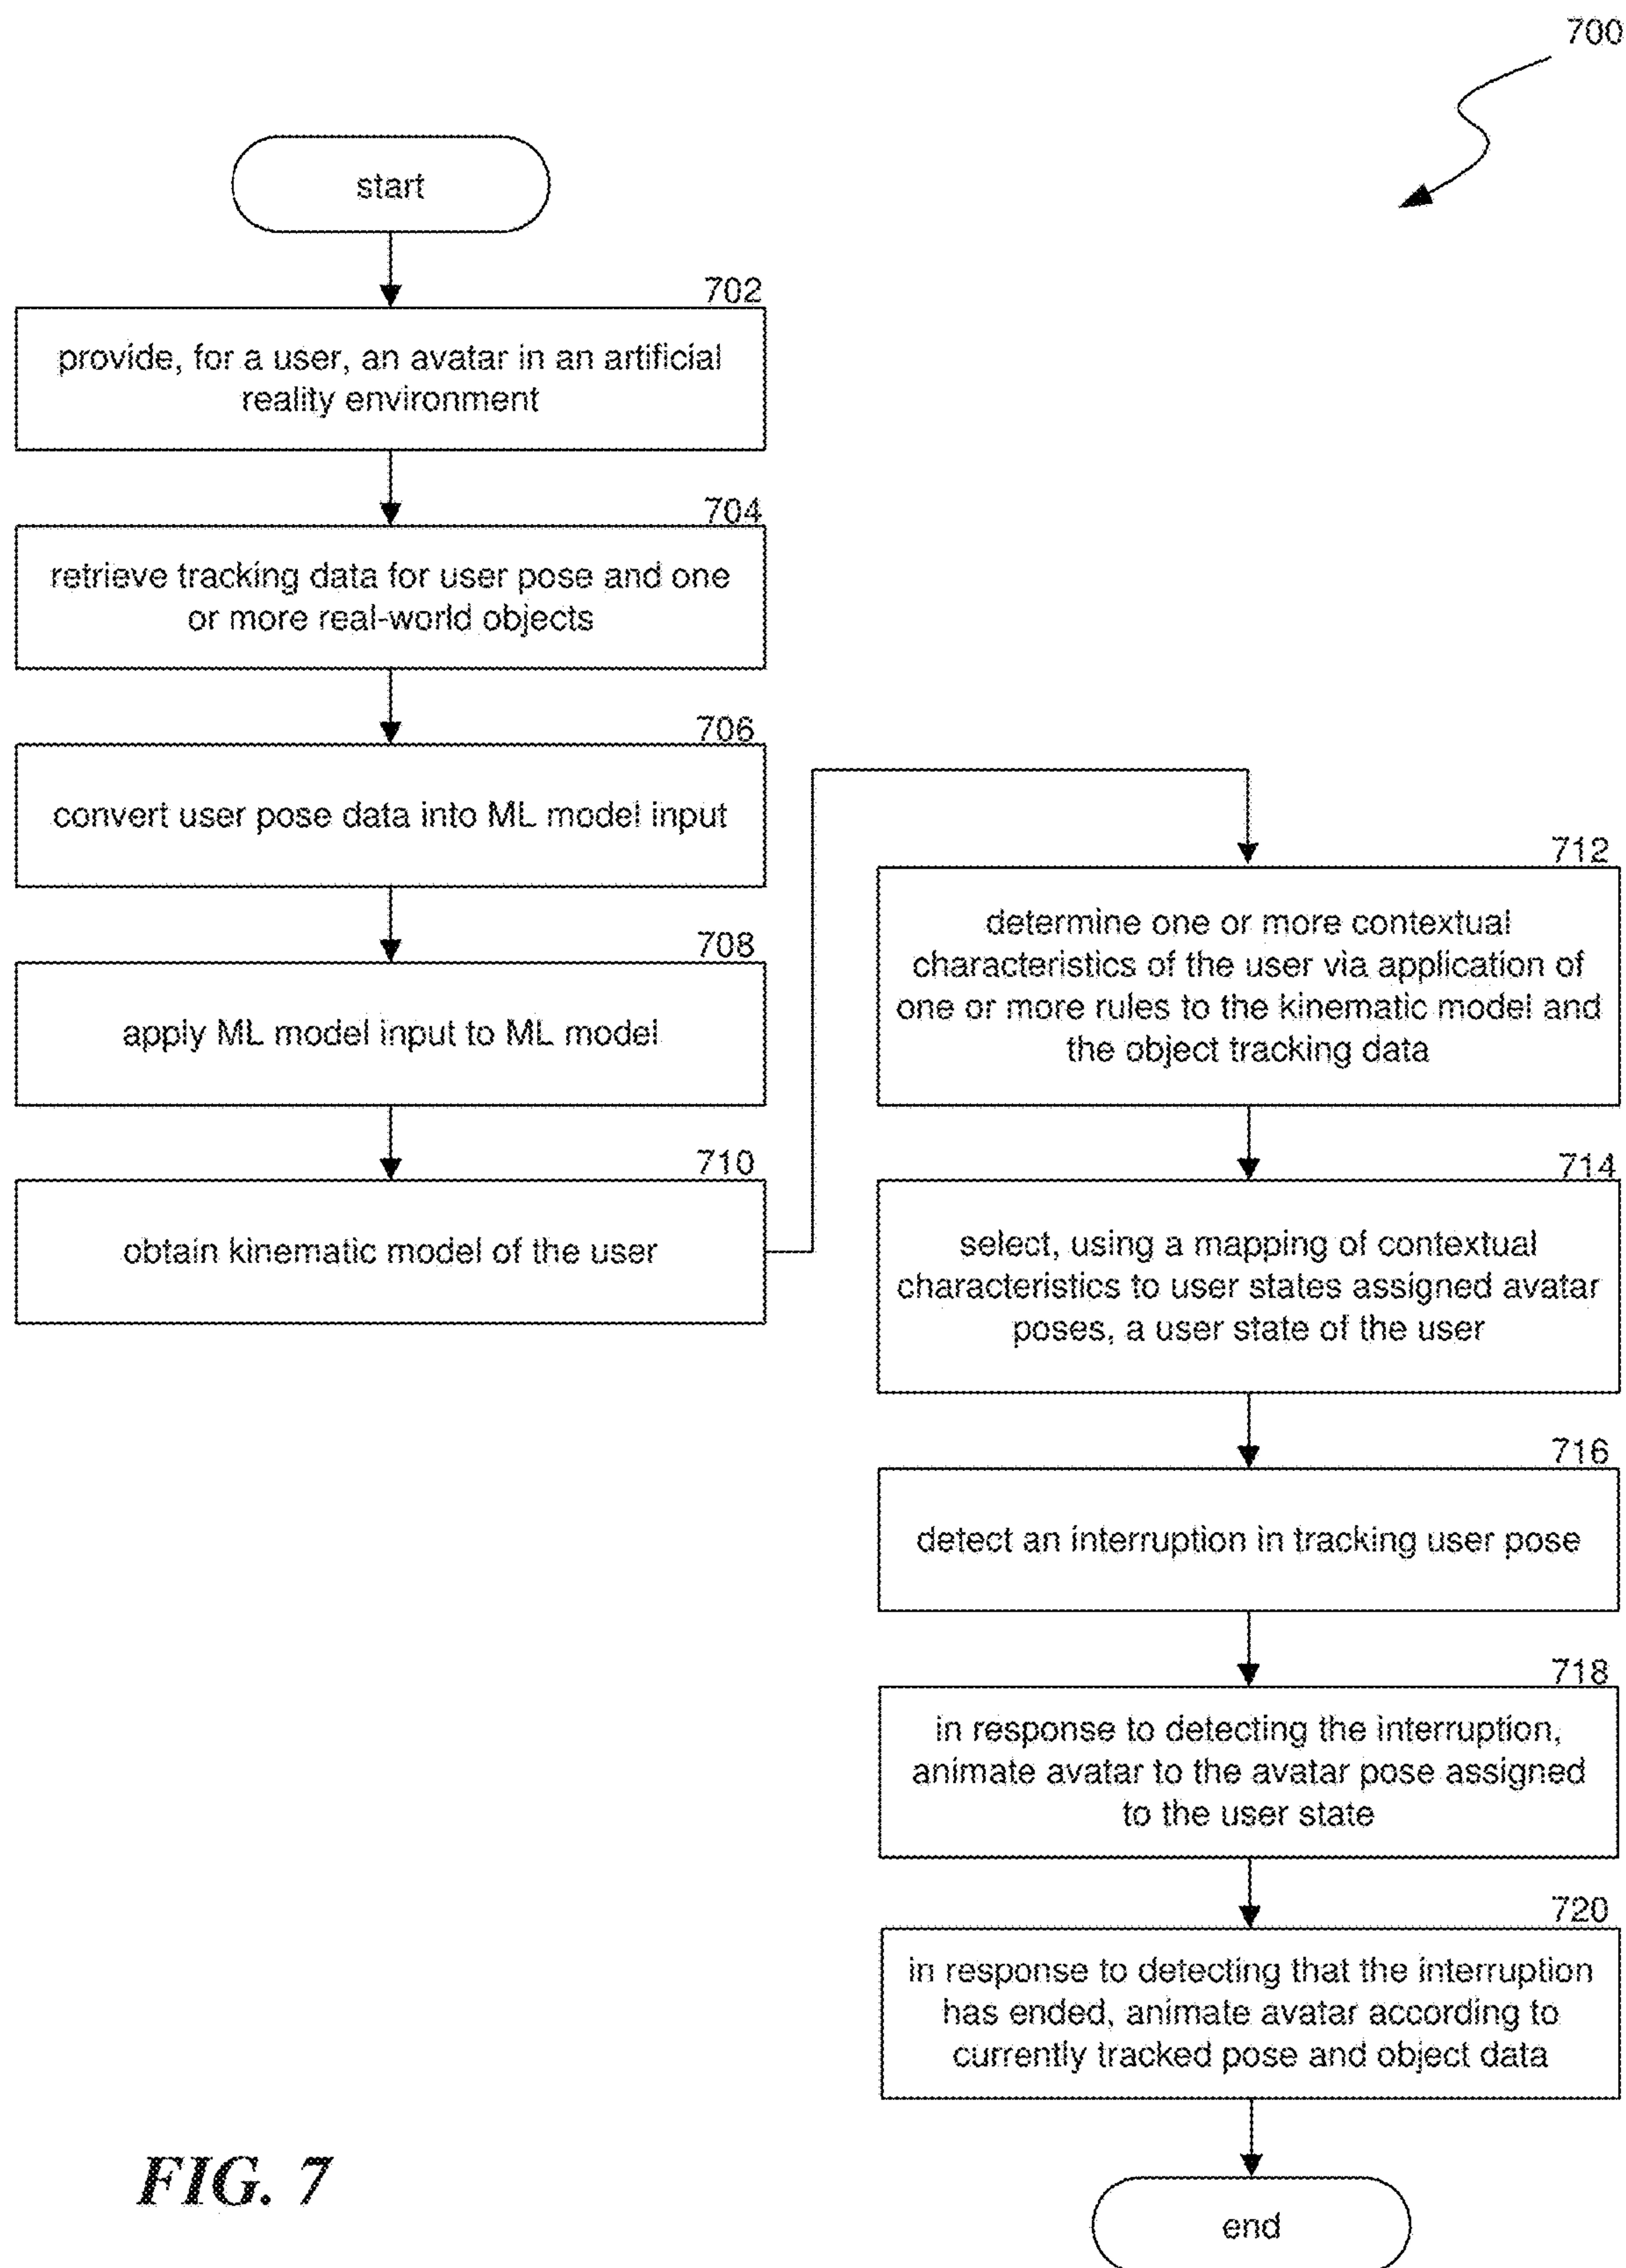 700
start
702
provide, for a user, an avatar in an artificial
reality environment
704
retrieve tracking data for user pose and one
or more real-world objects
706
convert user pose data into ML model input
708
apply ML model input to ML model
710
obtain kinematic model of the user
712
determine one or more contextual
characteristics of the user via application of
one or more rules to the kinematic model and
the object tracking data
714
select, using a mapping of contextual
characteristics to user states assigned avatar
poses, a user state of the user
716
detect an interruption in tracking user pose
718
in response to detecting the interruption,
animate avatar to the avatar pose assigned
to the user state
720
in response to detecting that the interruption
has ended, animate avatar according to
currently tracked pose and object data
end
FIG. 7